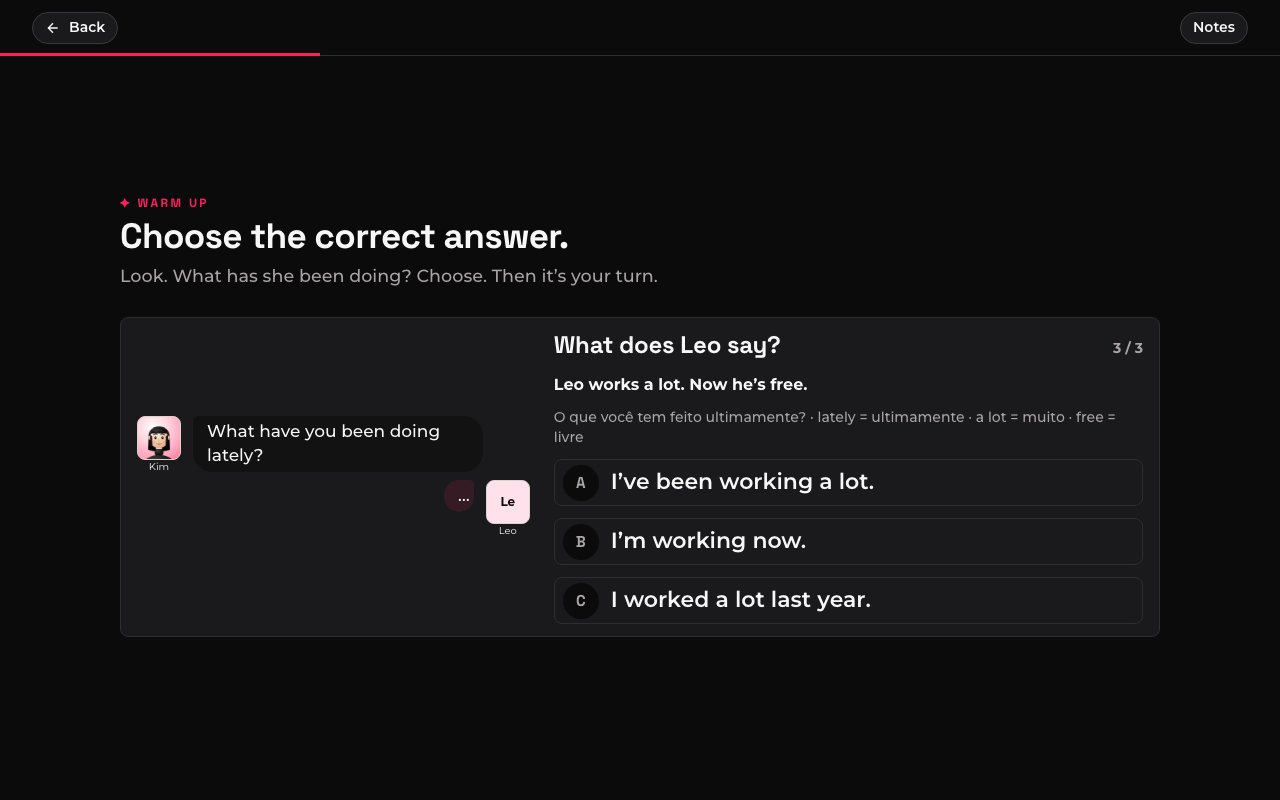 Back
Notes
WARM UP
Choose the correct answer.
Look. What has she been doing? Choose. Then it’s your turn.
What have you been doing
lately?
Kim
...
Le
Leo
What does Leo say?
3 / 3
Leo works a lot. Now he’s free.
O que você tem feito ultimamente? · lately = ultimamente · a lot = muito · free =
livre
A I’ve been working a lot.
B I’m working now.
C I worked a lot last year.